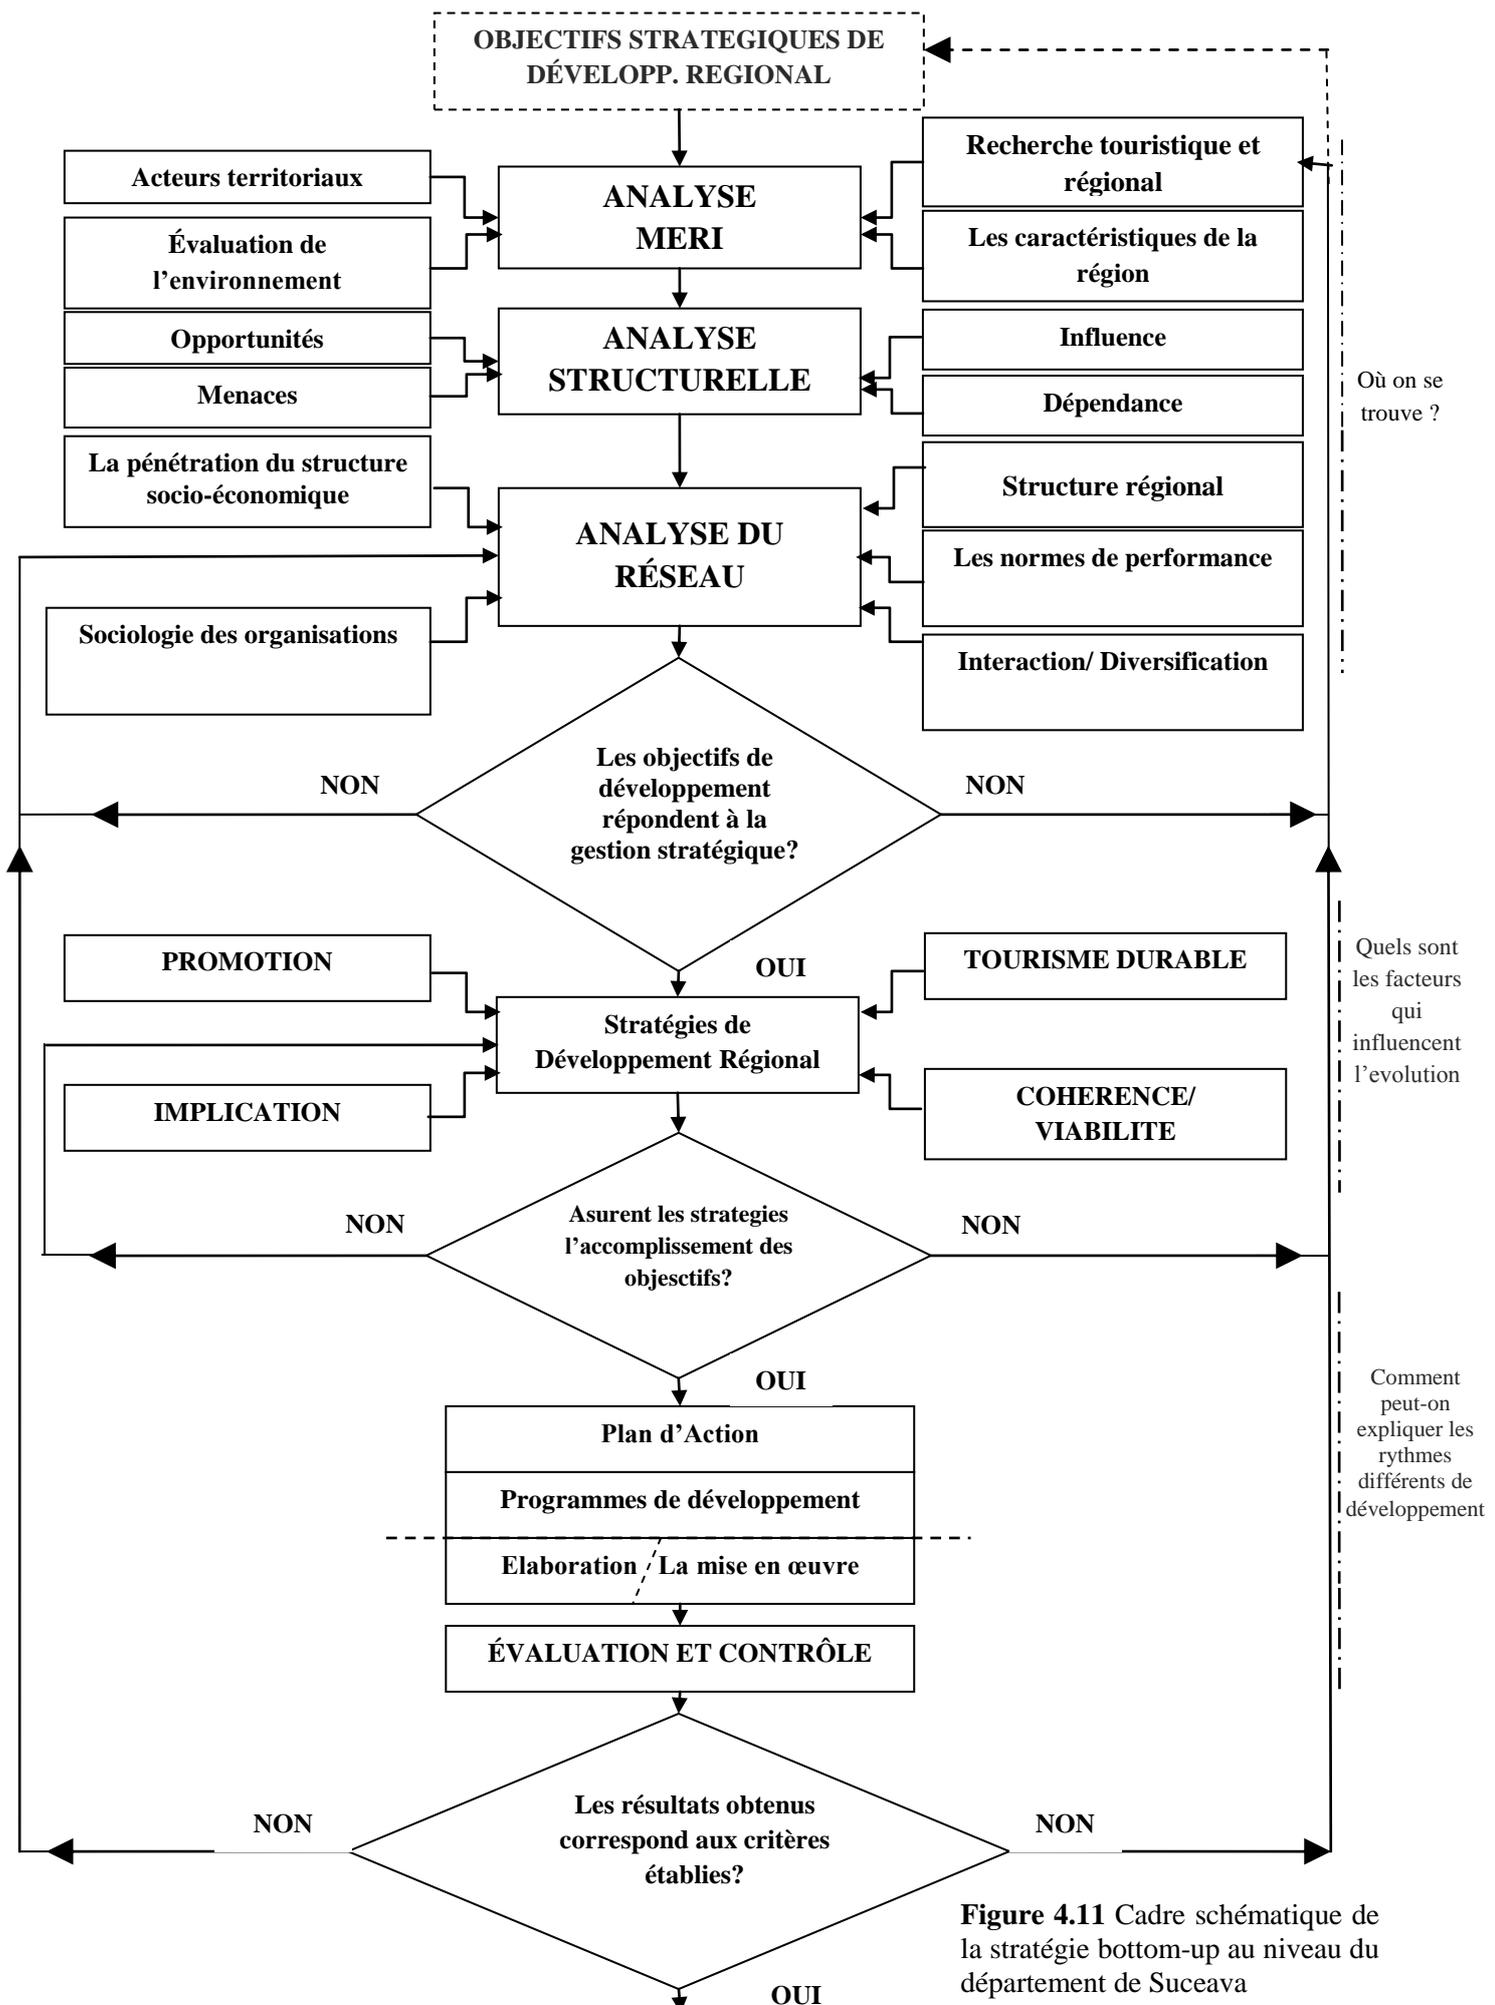 OBJECTIFS STRATEGIQUES DE
DÉVELOPP. REGIONAL
Acteurs territoriaux
ANALYSE
MERI
Recherche touristique et
régional
Évaluation de
l’environnement
Les caractéristiques de la
région
Opportunités
ANALYSE
STRUCTURELLE
Influence
Menaces
Dépendance
Où on se
trouve ?
La pénétration du structure
socio-économique
Structure régional
ANALYSE DU
RÉSEAU
Les normes de performance
Sociologie des organisations
Interaction/ Diversification
Les objectifs de
développement
répondent à la
gestion stratégique?
NON
NON
OUI
PROMOTION
TOURISME DURABLE
Stratégies de
Développement Régional
Quels sont
les facteurs
qui
influencent
l’evolution
IMPLICATION
COHERENCE/
VIABILITE
NON
Asurent les strategies
l’accomplissement des
objesctifs?
NON
OUI
Plan d’Action
Programmes de développement
Elaboration / La mise en œuvre
Comment
peut-on
expliquer les
rythmes
différents de
développement
ÉVALUATION ET CONTRÔLE
NON
Les résultats obtenus
correspond aux critères
établies?
NON
OUI
Figure 4.11 Cadre schématique de
la stratégie bottom-up au niveau du
département de Suceava